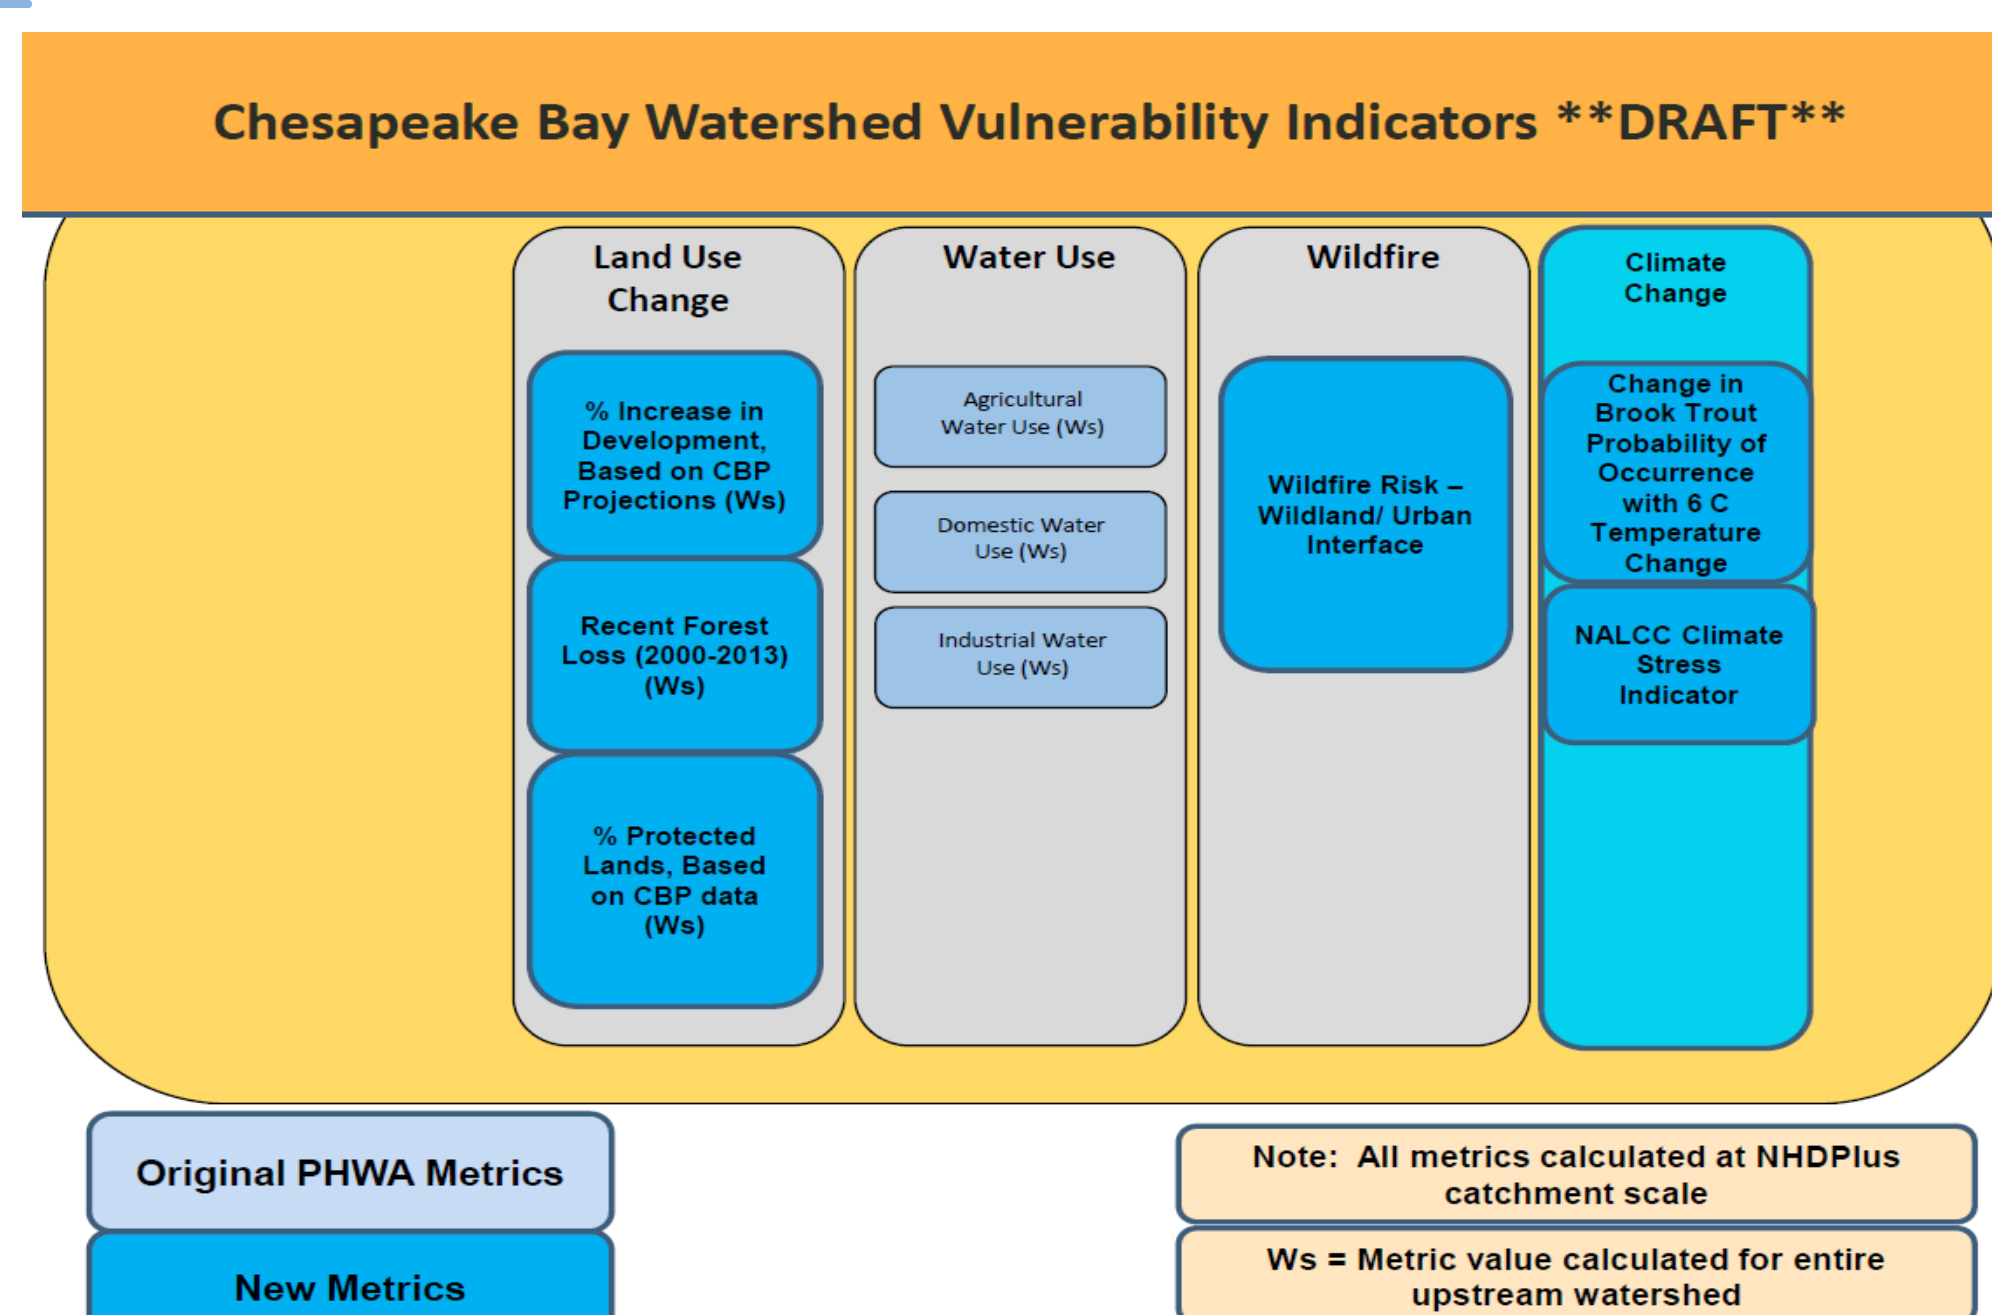 Chesapeake Bay Watershed Vulnerability Indicators **DRAFT**
Land Use
Change
% Increase in
Development,
Based on CBP
Projections (Ws)
Recent Forest
Loss (2000-2013)
(Ws)
% Protected
Lands, Based
on CBP data
(Ws)
Water Use
Agricultural
Water Use (Ws)
Domestic Water
Use (Ws)
Industrial Water
Use (Ws)
Wildfire
Wildfire Risk –
Wildland/ Urban
Interface
Climate
Change
Change in
Brook Trout
Probability of
Occurrence
with 6 C
Temperature
Change
NALCC Climate
Stress
Indicator
Original PHWA Metrics
New Metrics
Note: All metrics calculated at NHDPlus
catchment scale
Ws = Metric value calculated for entire
upstream watershed